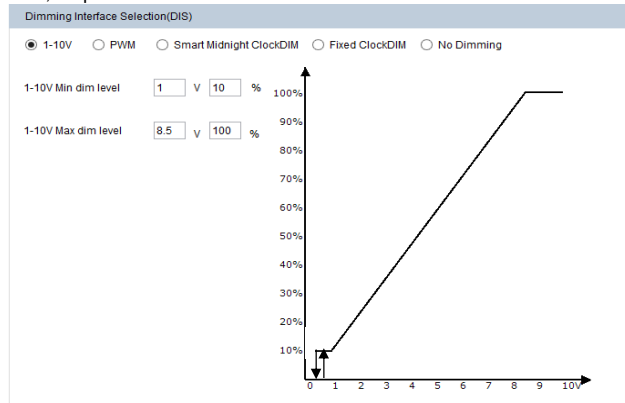 Dimming Interface Selection(DIS)
1-10V PWM Smart Midnight ClockDIM Fixed ClockDIM No Dimming
1-10V Min dim level 1 V 10 %
1-10V Max dim level 8.5 V 100 %
100%
90%
80%
70%
60%
50%
40%
30%
20%
10%
0 1 2 3 4 5 6 7 8 9 10V